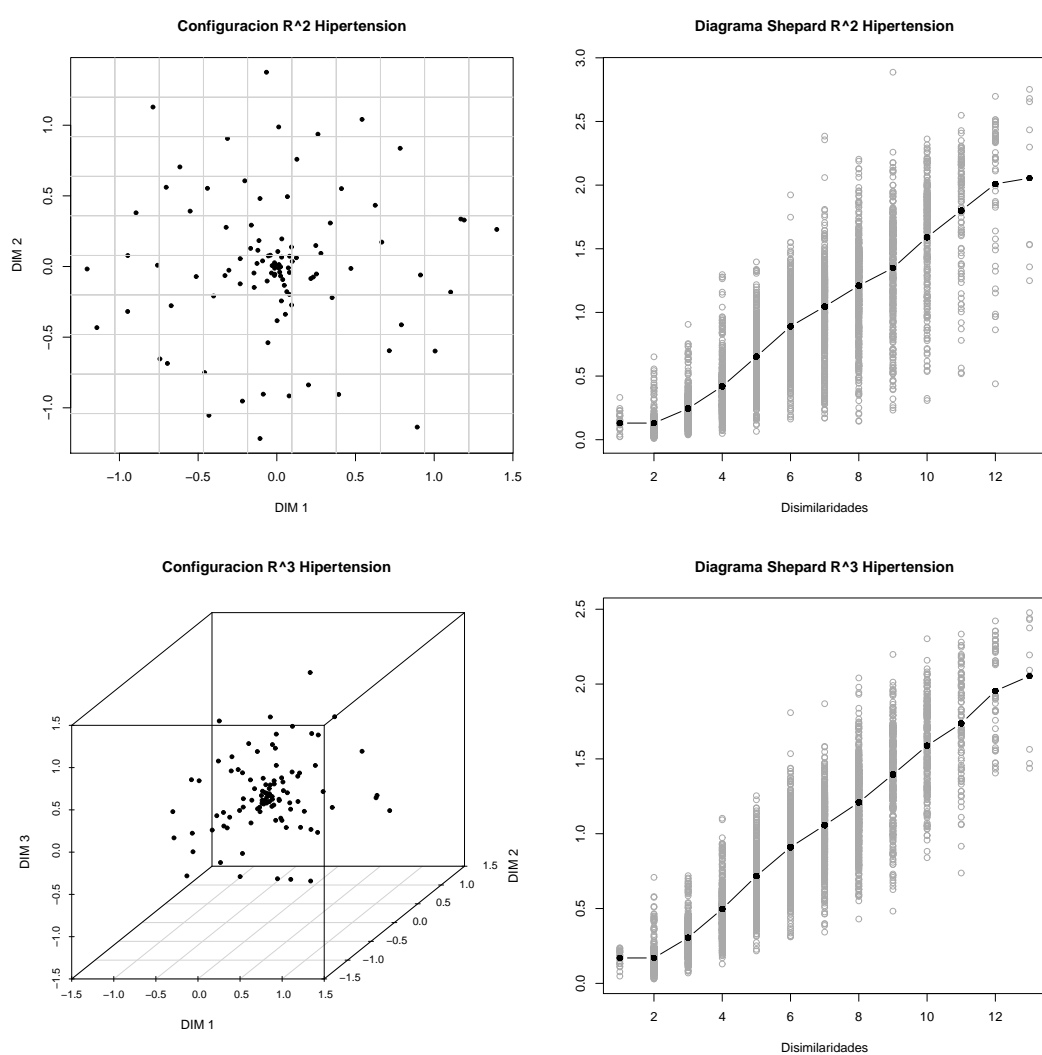 Configuracion R^2 Hipertension
DIM 2
1.0
0.5
0.0
−0.5
−1.0
−1.0 −0.5 0.0 0.5 1.0 1.5
DIM 1
Diagrama Shepard R^2 Hipertension
3.0
2.5
2.0
1.5
1.0
0.5
0.0
2 4 6 8 10 12
Disimilaridades
Configuracion R^3 Hipertension
DIM 3
1.5
1.0
0.5
0.0
−0.5
−1.0
−1.5
−1.5 −1.0 −0.5 0.0 0.5 1.0 1.5
DIM 1
1.5
1.0
0.5
0.0
−0.5
−1.0
−1.5
DIM 2
Diagrama Shepard R^3 Hipertension
2.5
2.0
1.5
1.0
0.5
0.0
2 4 6 8 10 12
Disimilaridades